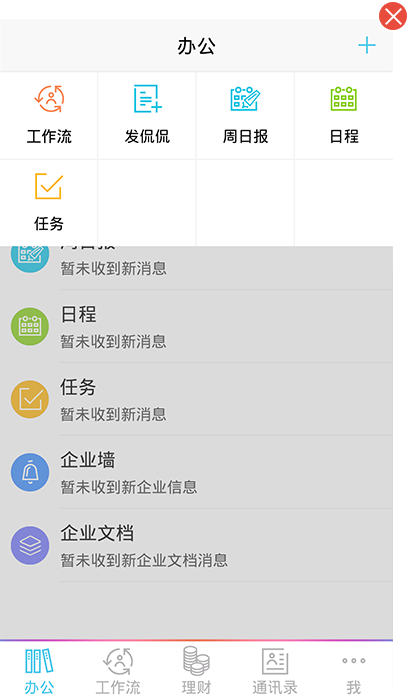 办公
工作流
发侃侃
周日报
日程
任务
周日报
暂未收到新消息
日程
暂未收到新消息
任务
暂未收到新消息
企业墙
暂未收到新企业信息
企业文档
暂未收到新企业文档消息
办公
工作流
理财
通讯录
我